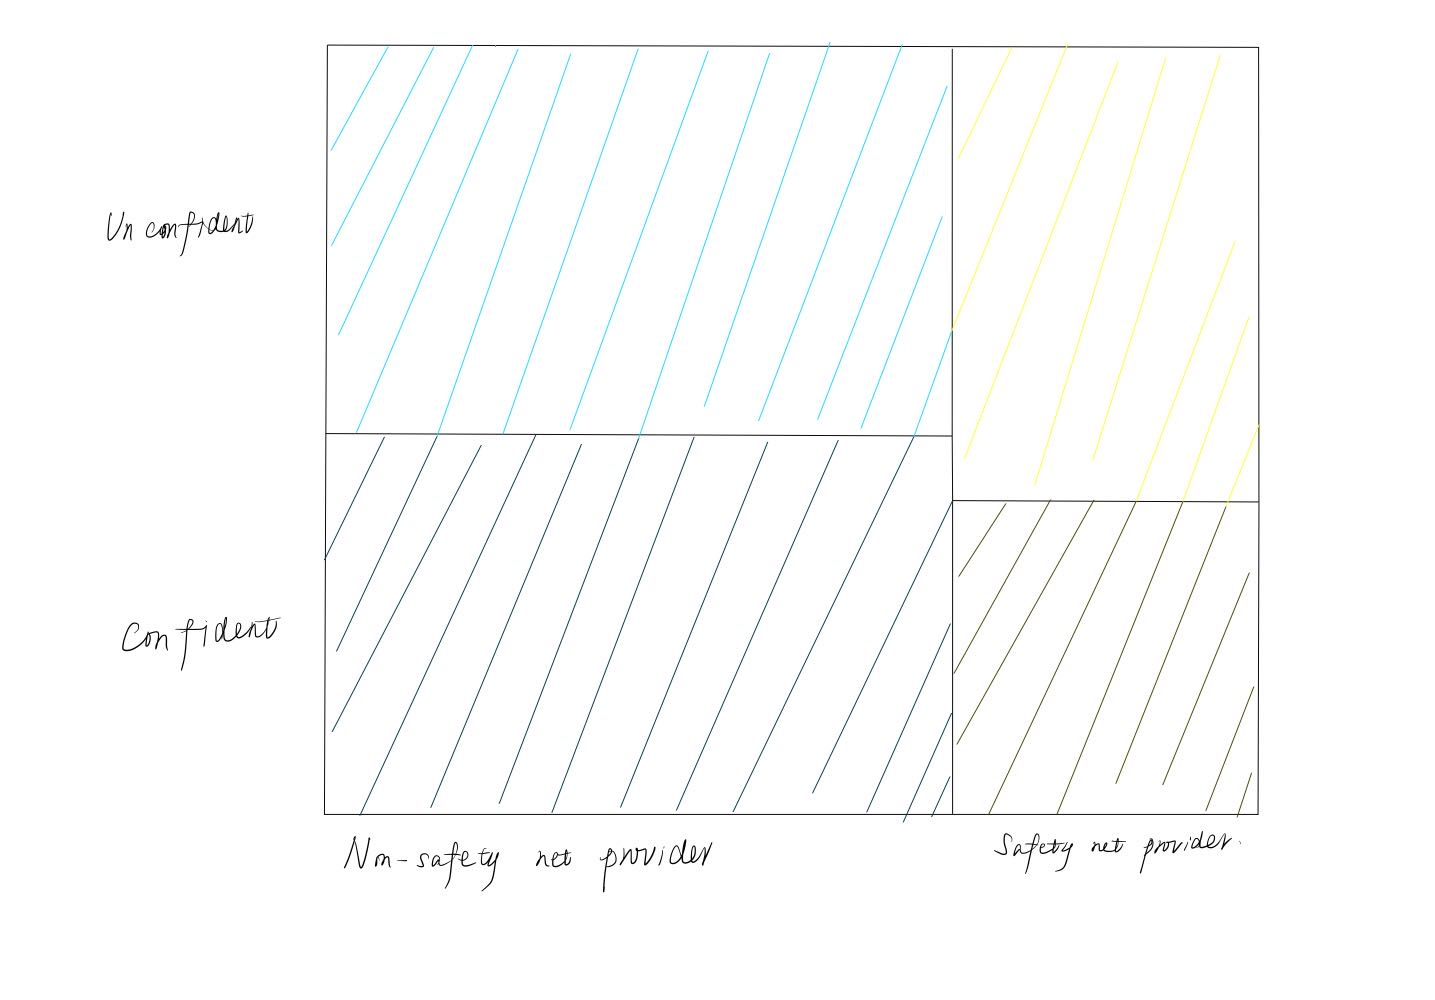 Unconfident
Confident
Non-safety net provider
Safety net provider.